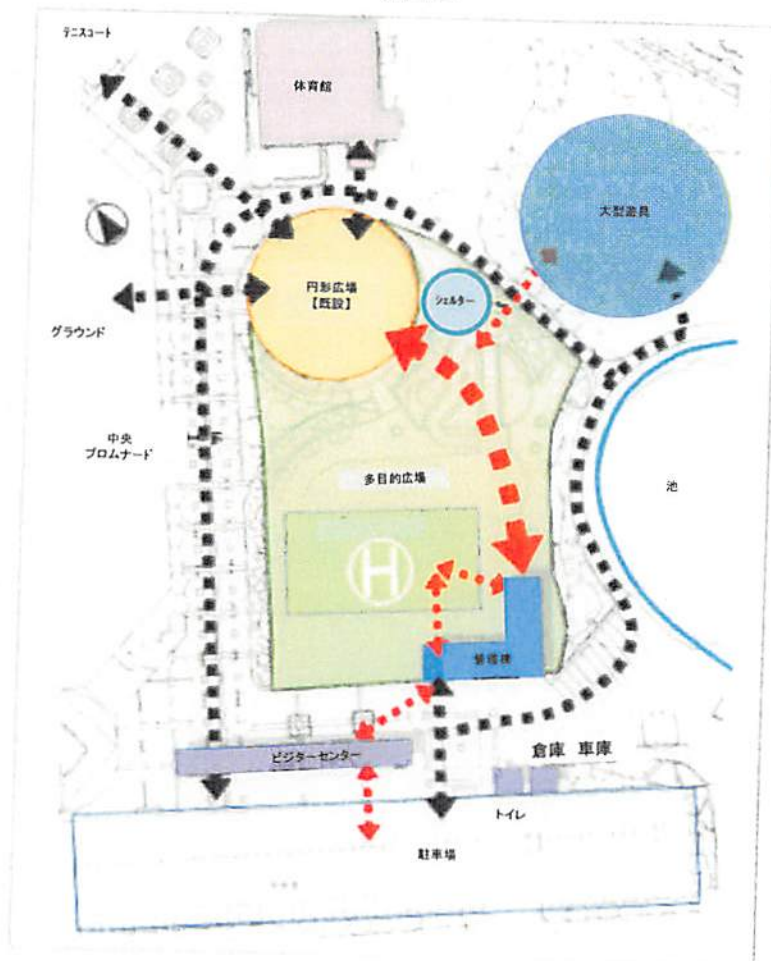 テニスコート
体育館
大型遊具
円形広場
【既設】
シェルター
グラウンド
中央
プロムナード
多目的広場
池
H
管理棟
ビジターセンター
倉庫 車庫
トイレ
駐車場